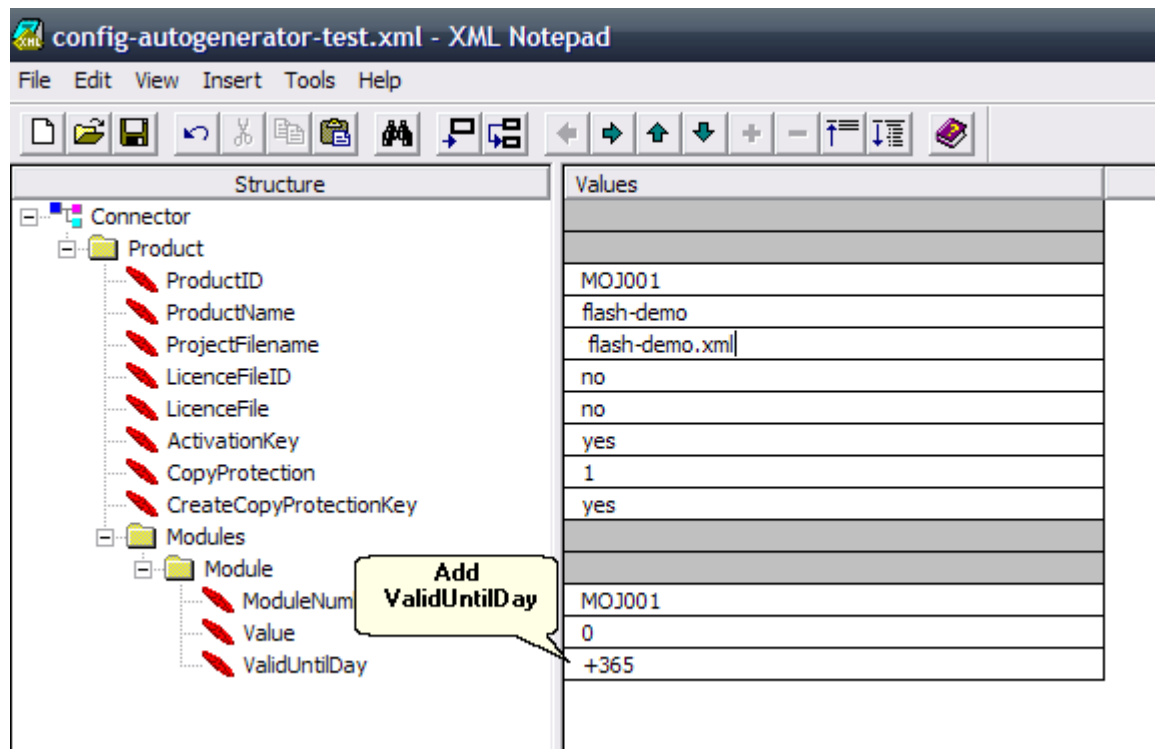 config-autogenerator-test.xml - XML Notepad
File Edit View Insert Tools Help
Structure Values
Connector
Product
ProductID MOJ001
ProductName flash-demo
ProjectFilename flash-demo.xml
LicenceFileID no
LicenceFile no
ActivationKey yes
CopyProtection 1
CreateCopyProtectionKey yes
Modules
Module
Add
ValidUntilDay
ModuleNum MOJ001
Value 0
ValidUntilDay +365